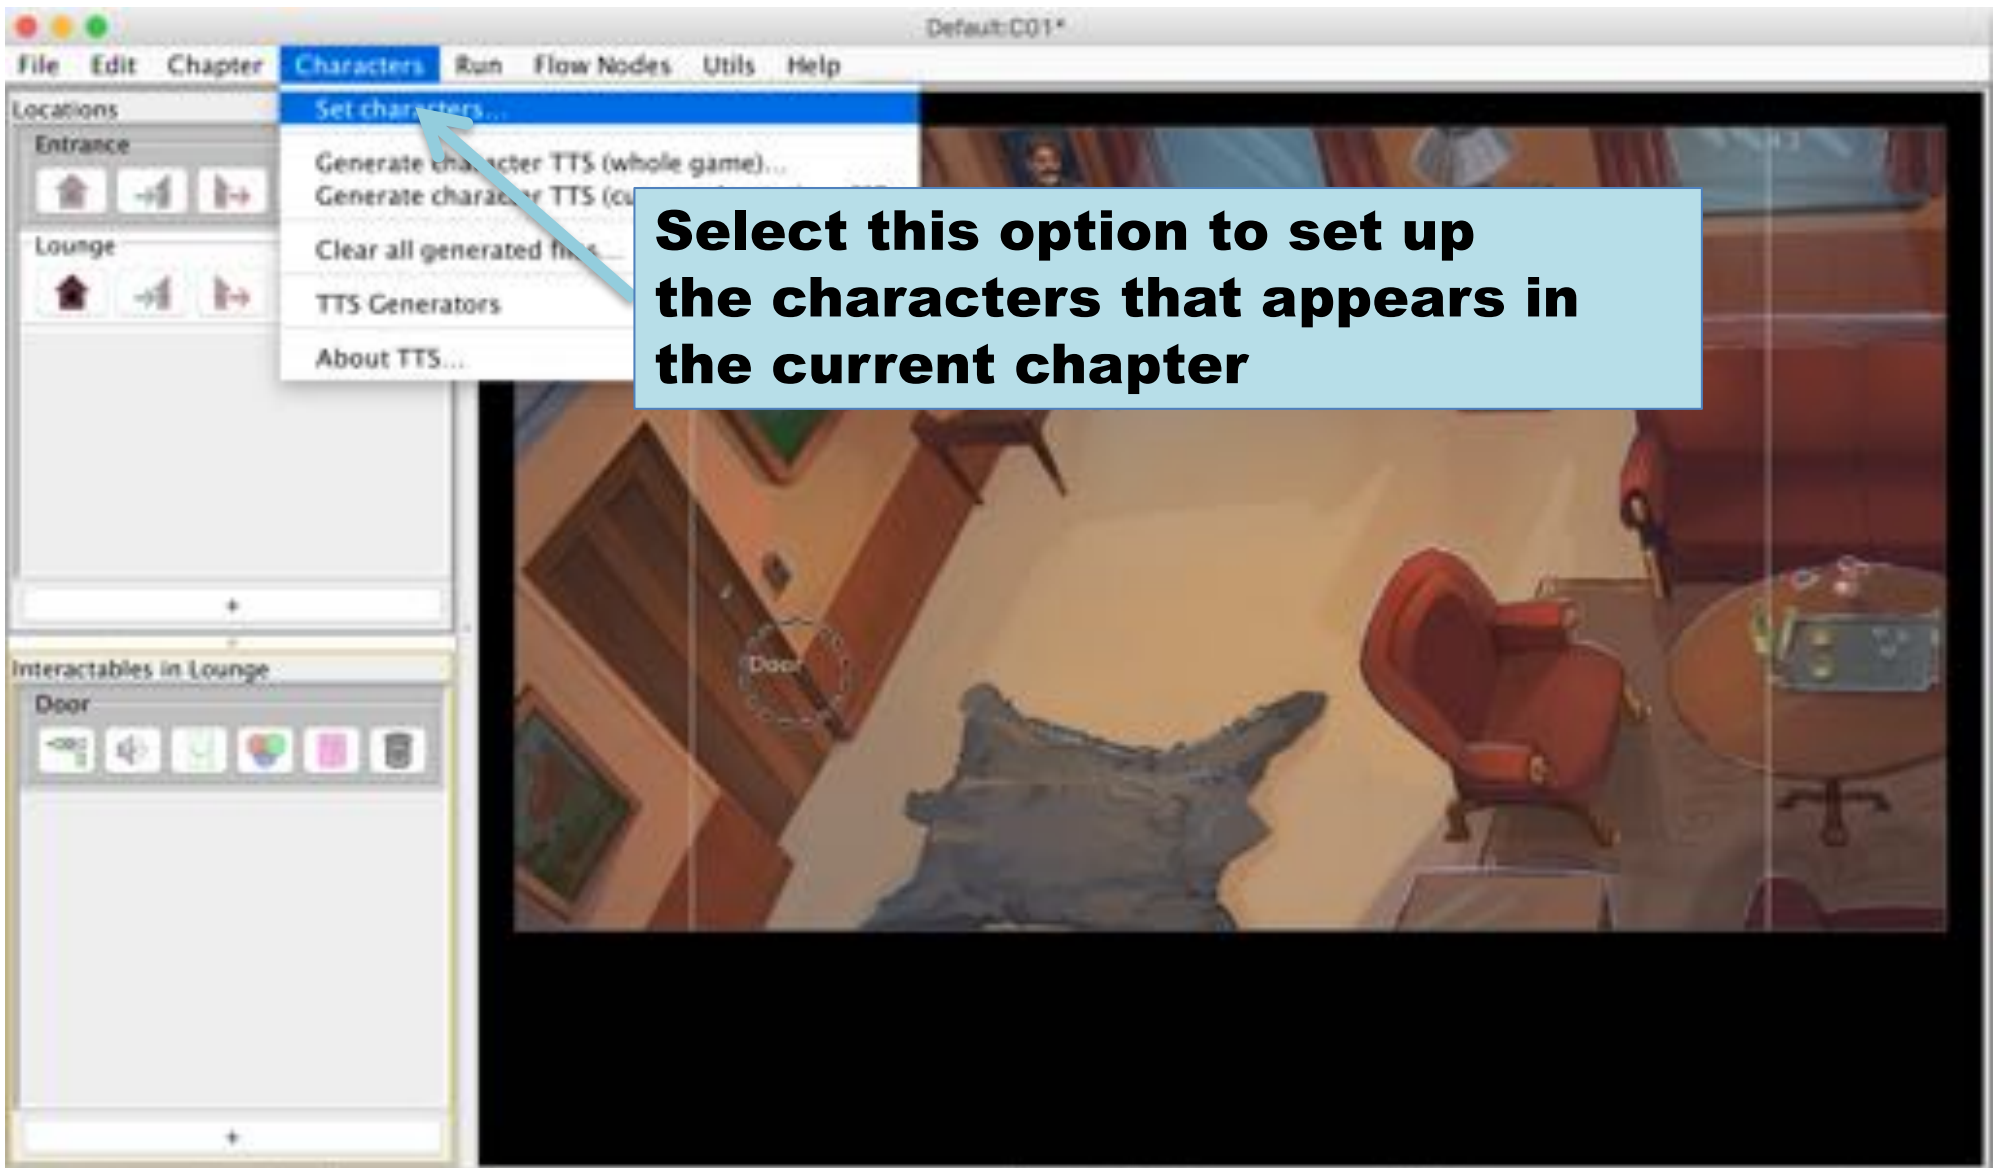 Default:C01*
File Edit Chapter Characters Run Flow Nodes Utils Help
Locations
Set characters...
Entrance
Generate character TTS (whole game)...
Generate character TTS
Lounge
Clear all generated files...
TTS Generators
About TTS...
Select this option to set up
the characters that appears in
the current chapter
+
Interactables in Lounge
Door
Door
+